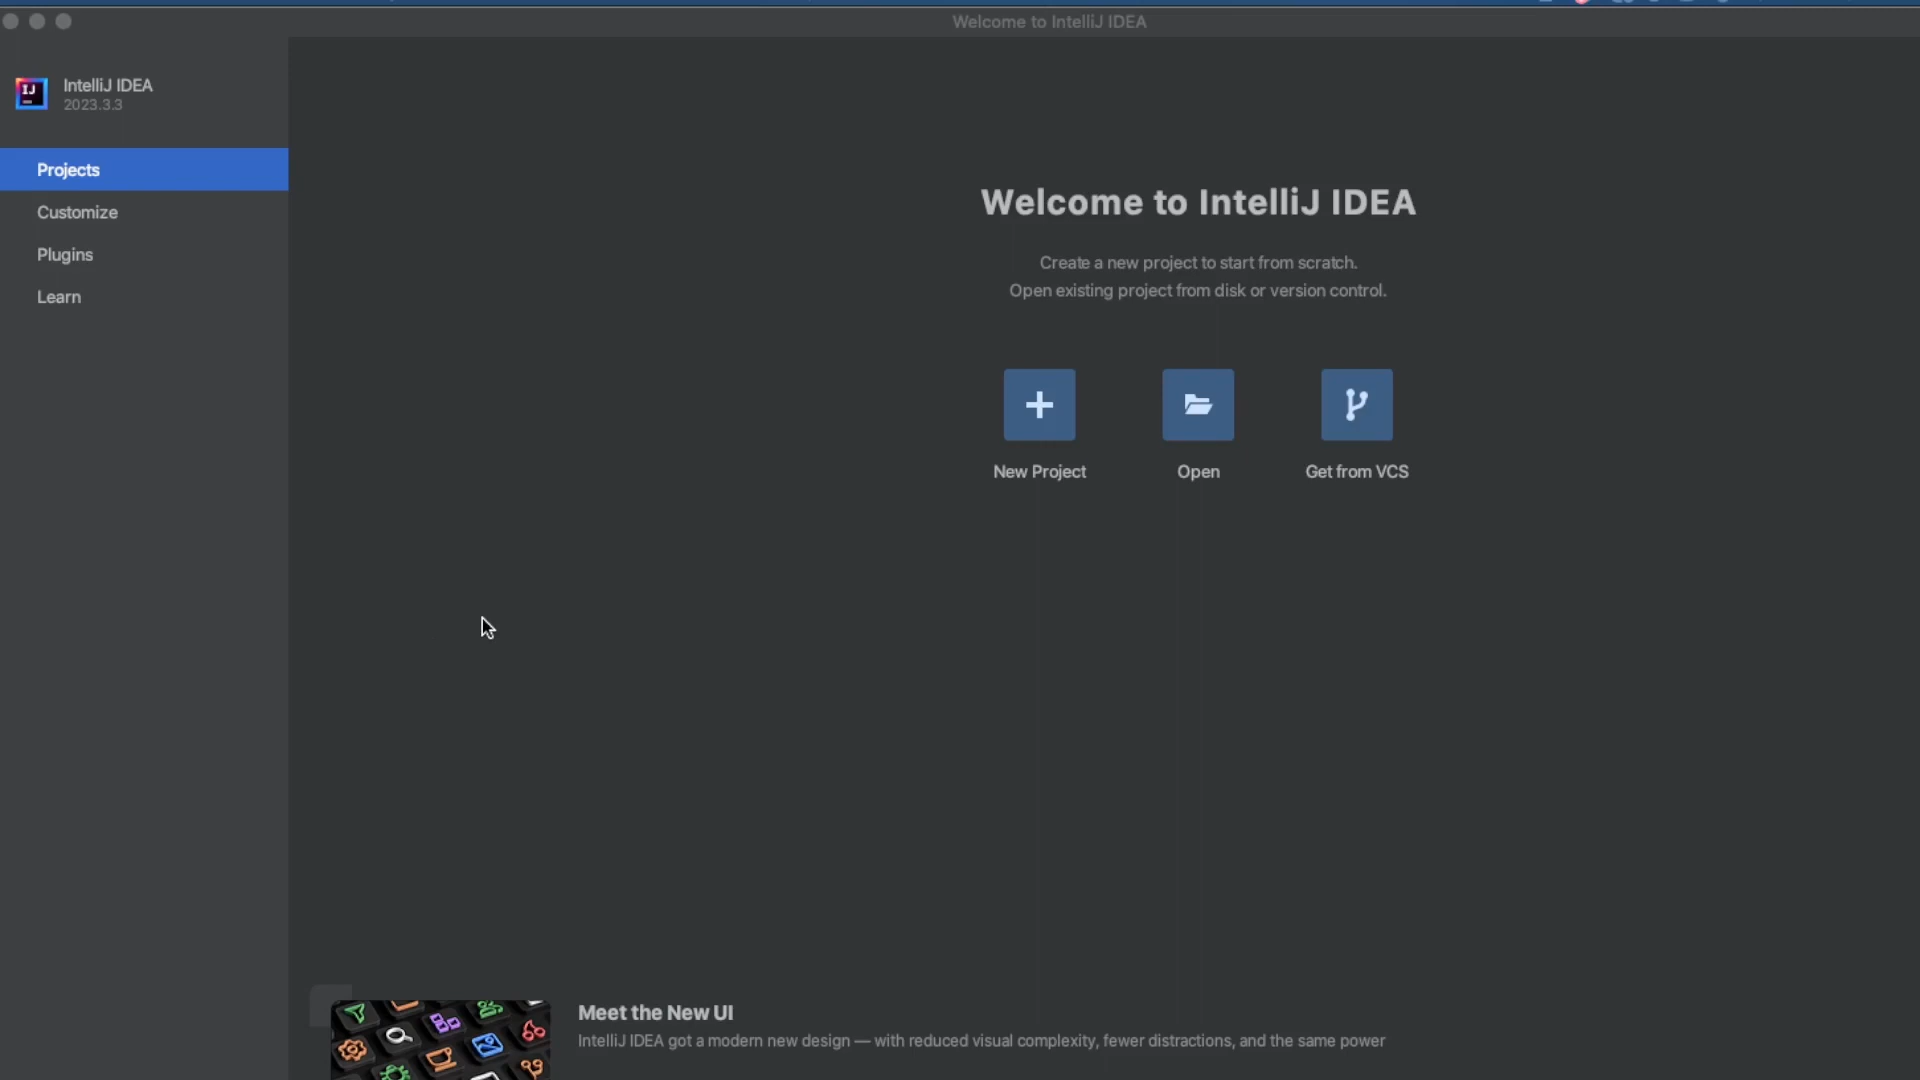 Welcome to IntelliJ IDEA
IJ
IntelliJ IDEA
2023.3.3
Projects
Customize
Plugins
Learn
Welcome to IntelliJ IDEA
Create a new project to start from scratch.
Open existing project from disk or version control.
New Project
Open
Get from VCS
Meet the New UI
IntelliJ IDEA got a modern new design — with reduced visual complexity, fewer distractions, and the same power